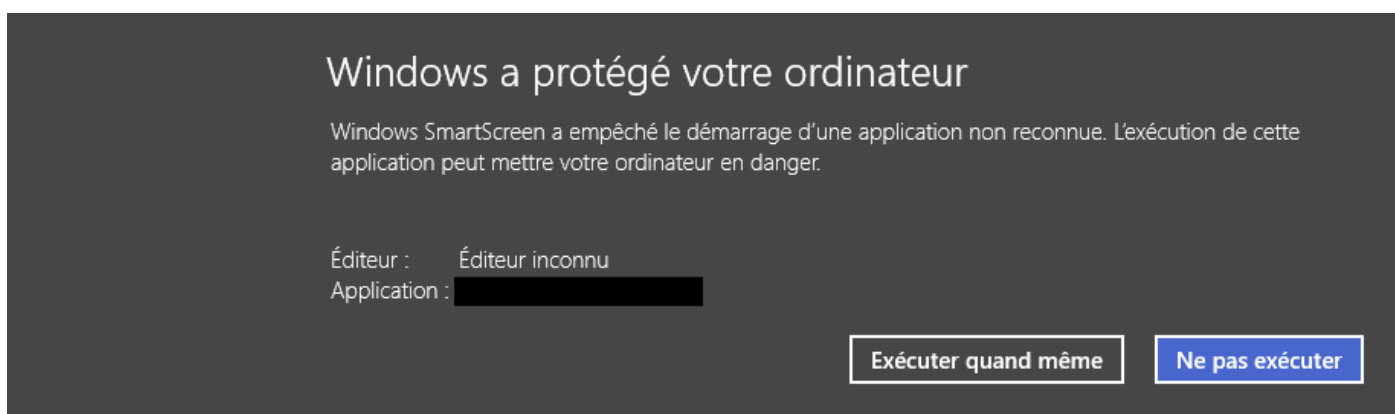 Windows a protégé votre ordinateur
Windows SmartScreen a empêché le démarrage d’une application non reconnue. L’exécution de cette
application peut mettre votre ordinateur en danger.
Éditeur : Éditeur inconnu
Application :
Exécuter quand même Ne pas exécuter